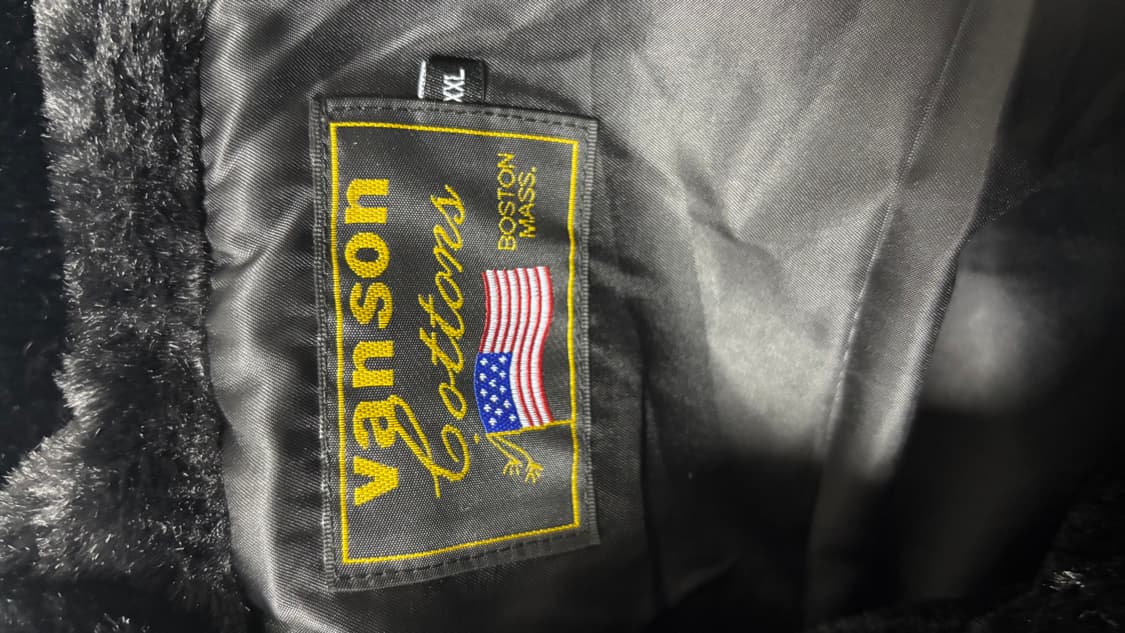 XXL
vanson
Cottons
BOSTON
MASS.